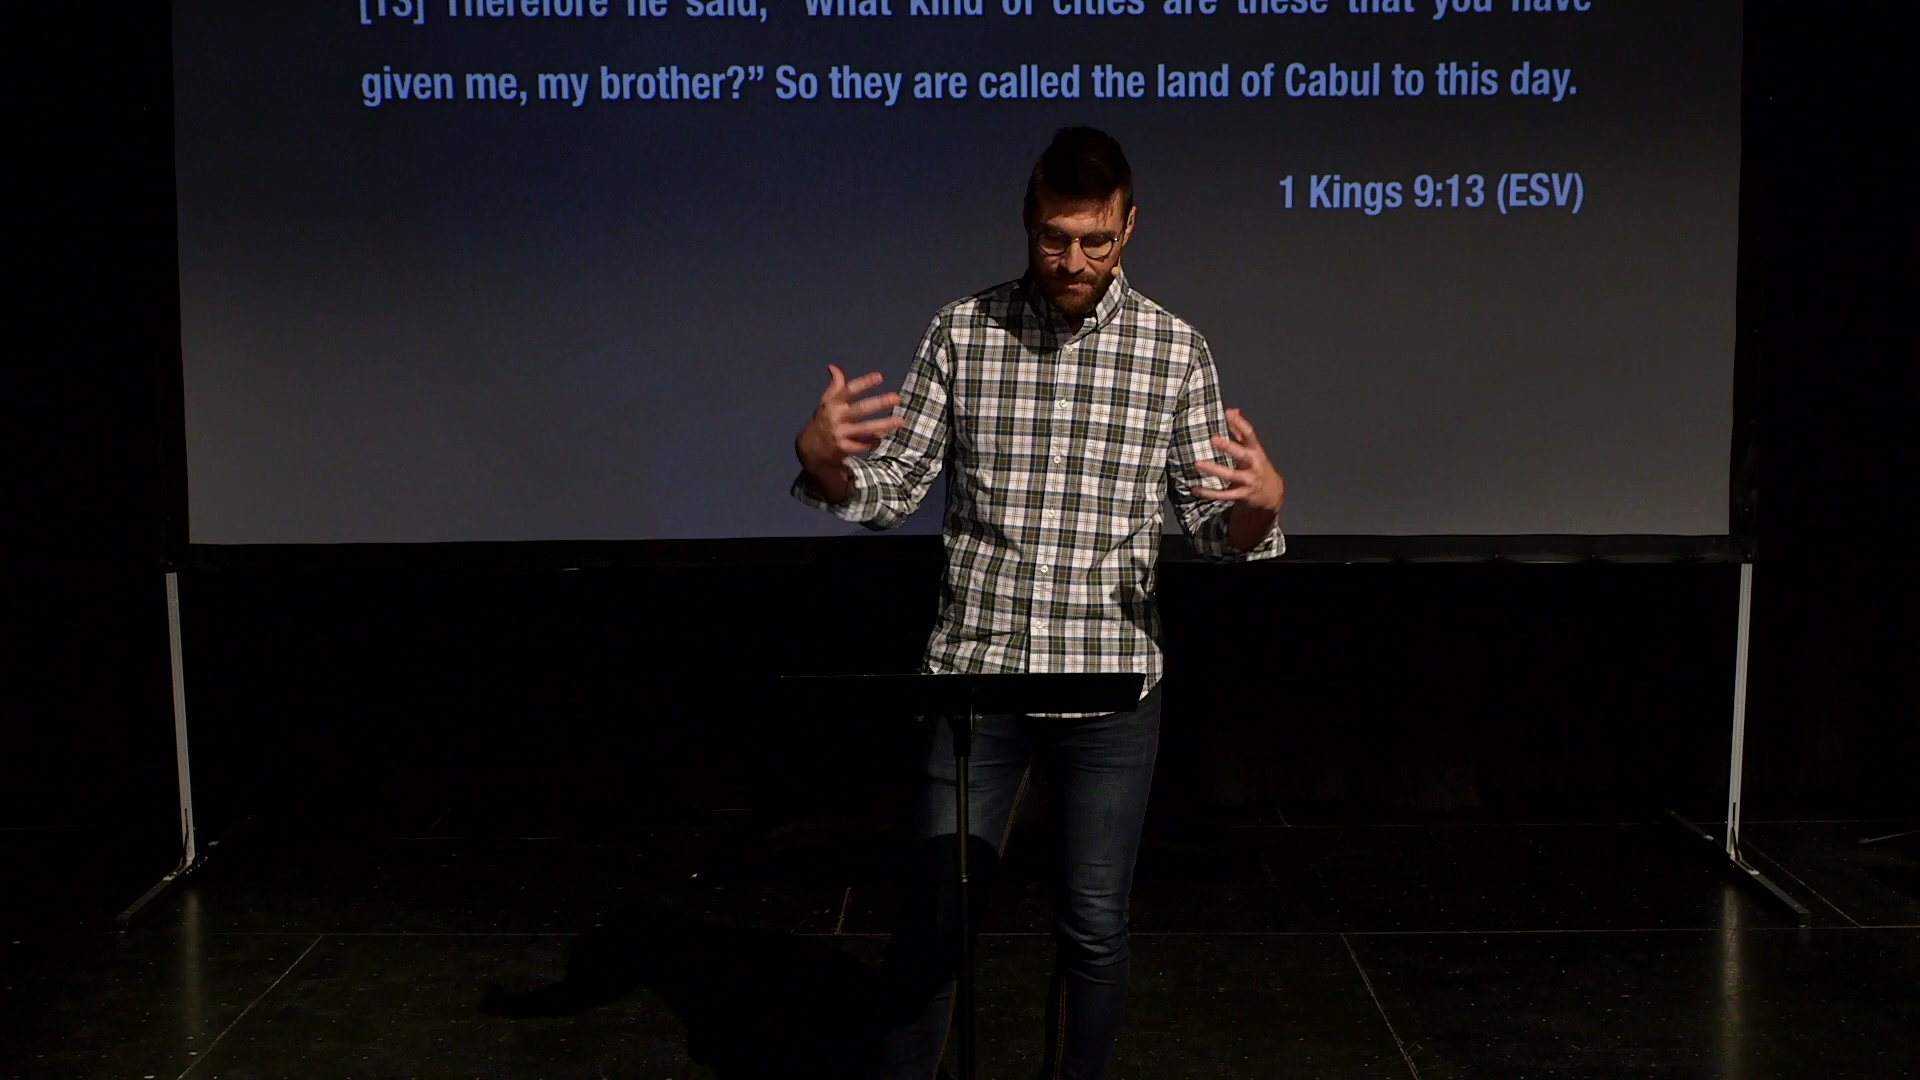 [13] Therefore he said, “What kind of cities are these that you have
given me, my brother?” So they are called the land of Cabul to this day.
1 Kings 9:13 (ESV)